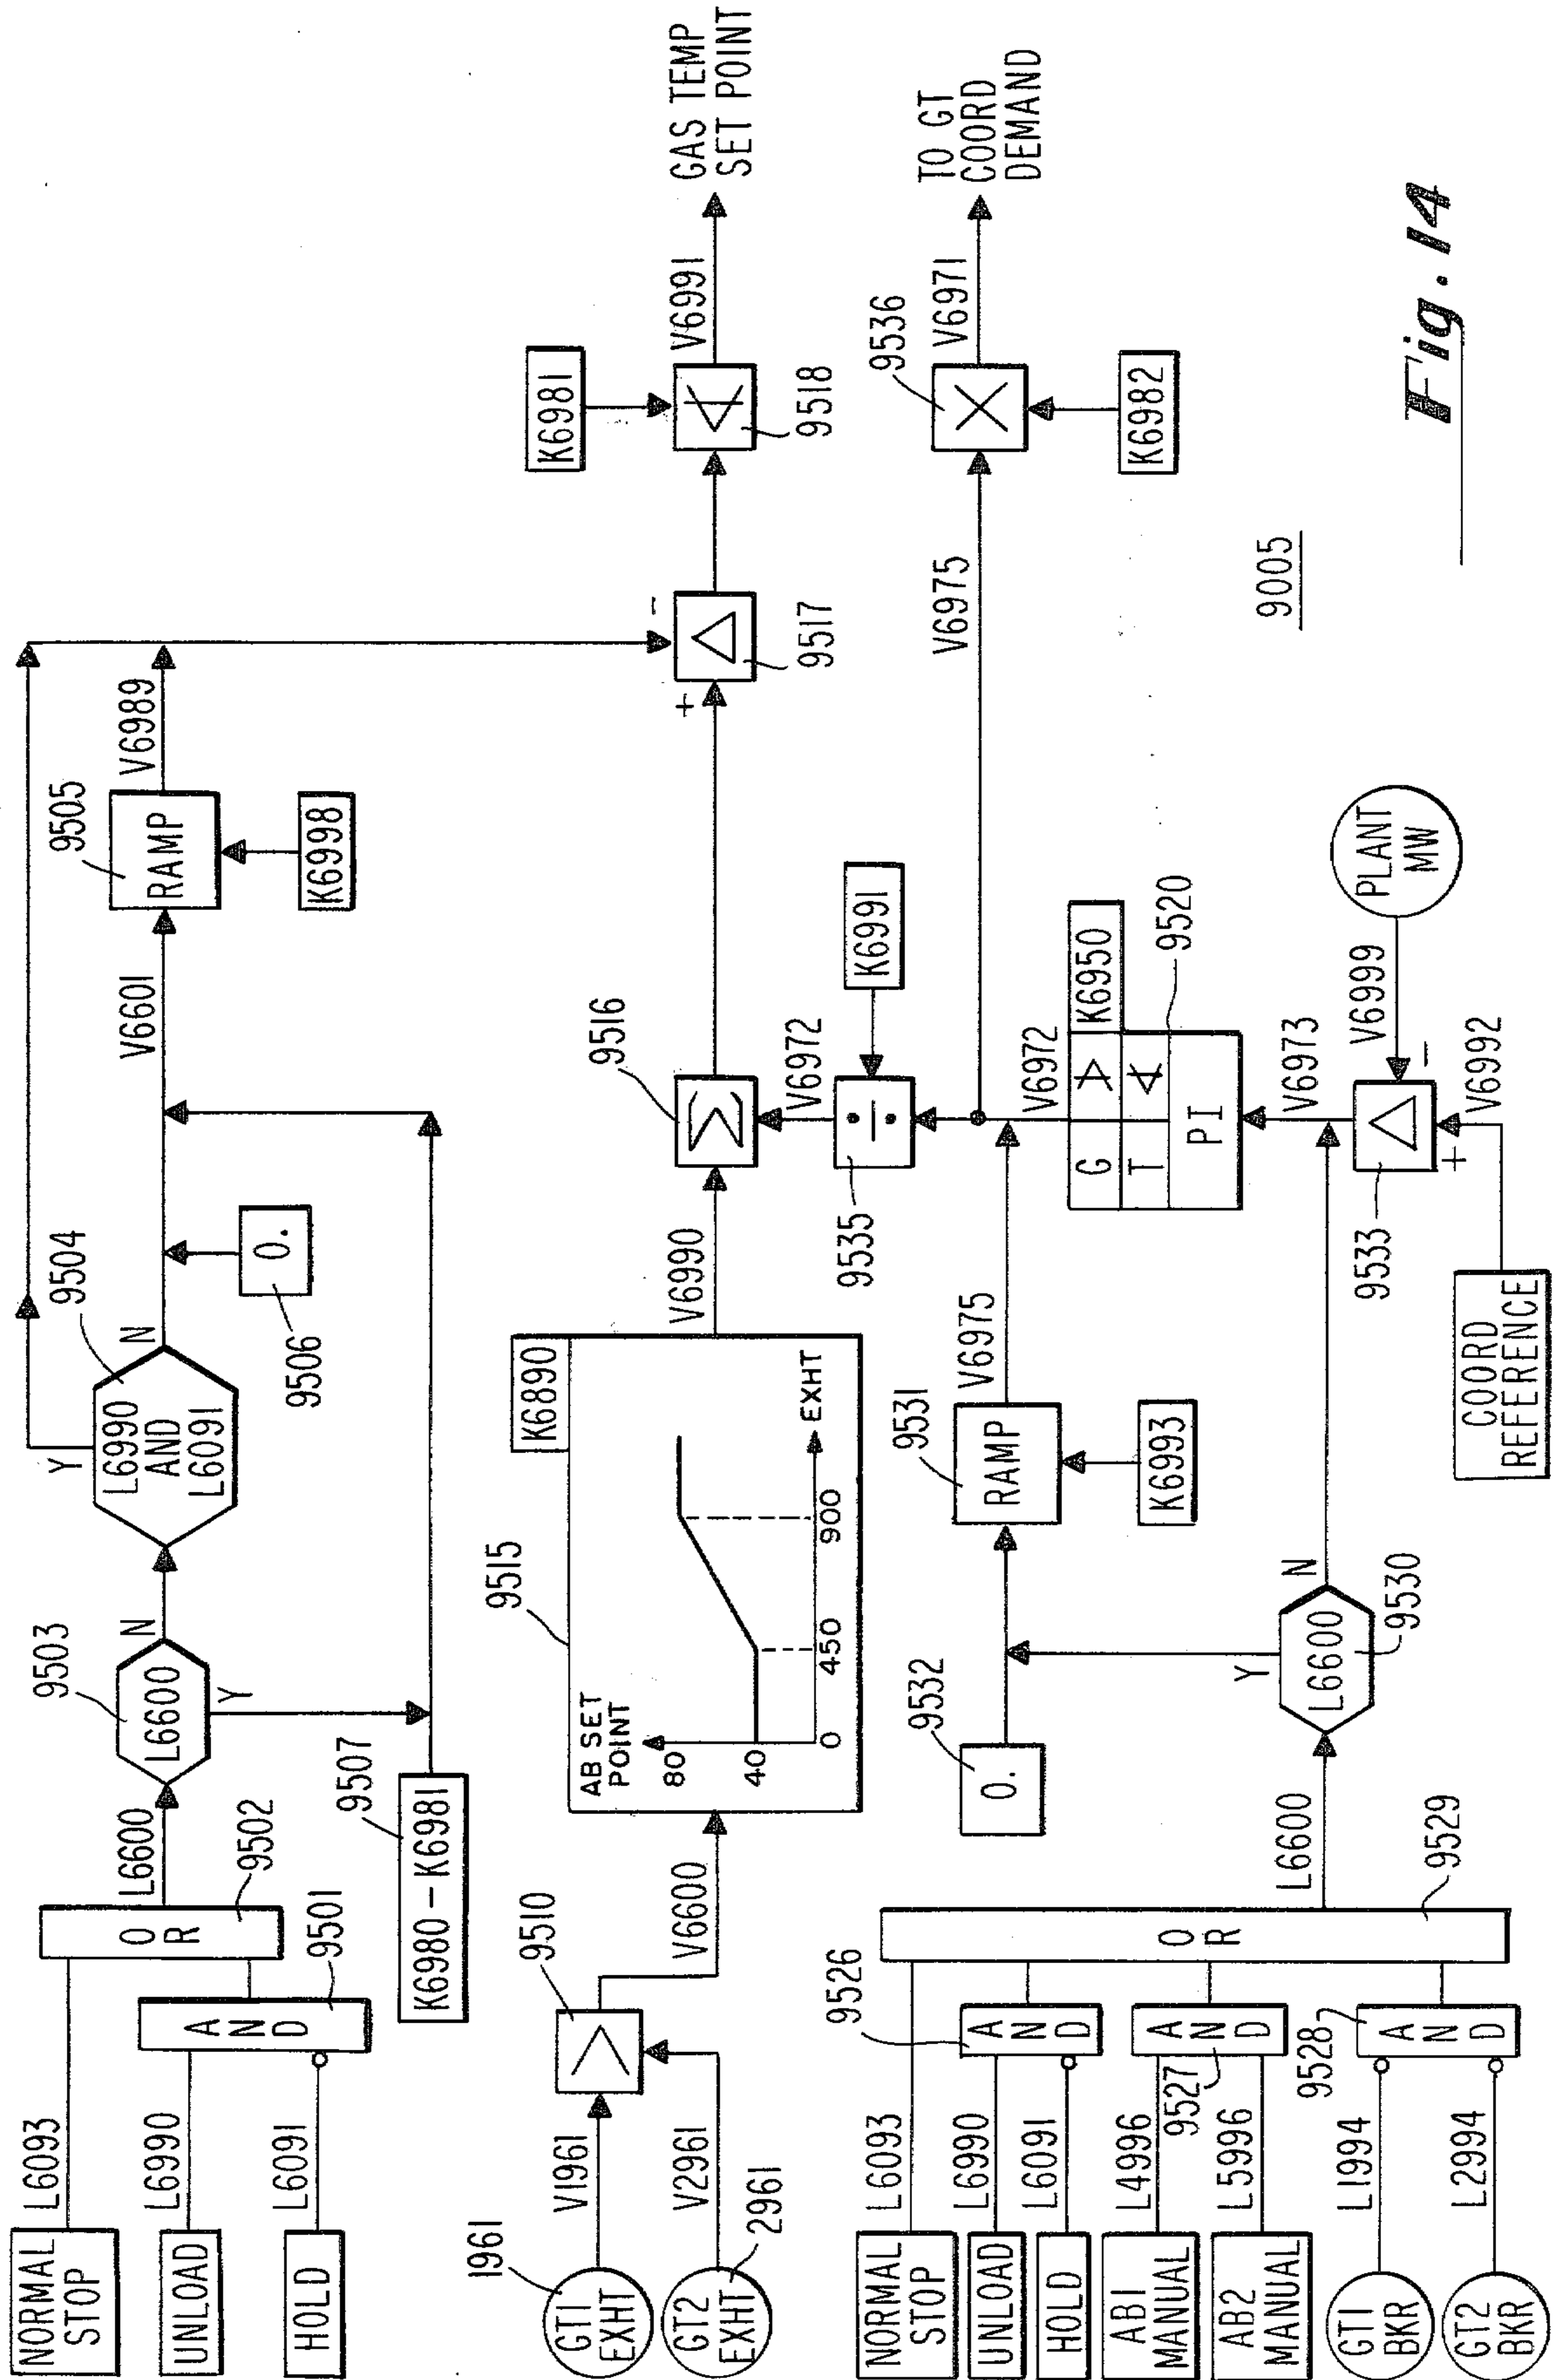 NORMAL
STOP
L6093
UNLOAD
L6990
HOLD
L6091
AND
9501
OR
9502
L6600
L6600
9503
Y
N
L6990
AND
L6091
9504
Y
N
0.
9506
K6980-K6981
9507
V6601
RAMP
9505
K6998
V6989
GT1
EXHT
1961
V1961
GT2
EXHT
2961
V2961
>
9510
V6600
9515
K6890
AB SET
POINT
80
40
0
450
900
EXHT
V6990
Σ
9516
+
-
Δ
9517
K6981
9518
V6991
GAS TEMP
SET POINT
V6972
÷
9535
K6991
V6975
X
9536
K6982
V6971
TO GT
COORD
DEMAND
NORMAL
STOP
L6093
UNLOAD
L6990
HOLD
L6091
AND
9526
AB1
MANUAL
L4996
AB2
MANUAL
L5996
AND
9527
GT1
BKR
L1994
GT2
BKR
L2994
AND
9528
OR
9529
L6600
L6600
9530
Y
N
0.
9532
RAMP
9531
K6993
V6975
V6972
G
T
PI
K6950
9520
V6973
Δ
9533
+
-
V6992
COORD
REFERENCE
V6999
PLANT
MW
9005
Fig. 14